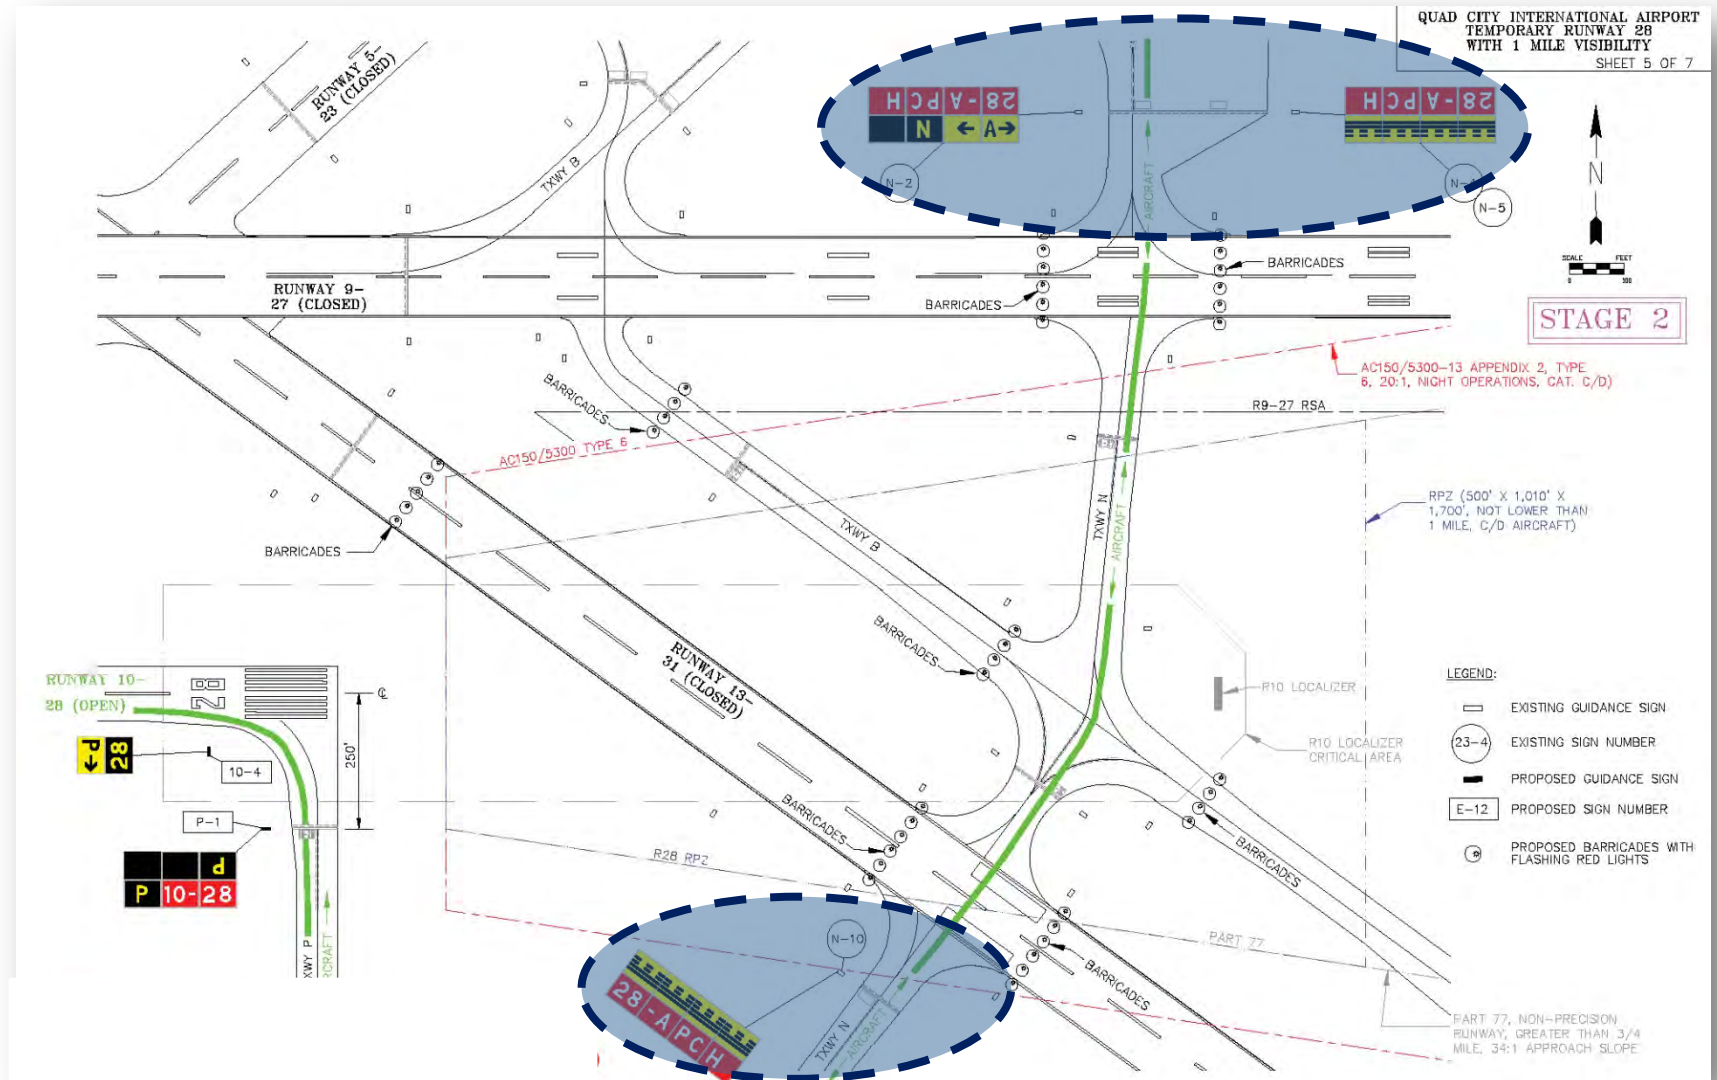 QUAD CITY INTERNATIONAL AIRPORT
TEMPORARY RUNWAY 28
WITH 1 MILE VISIBILITY
SHEET 5 OF 7
RUNWAY 5-
23 (CLOSED)
TXWY B
28-APCH
A N
N-2
28-APCH
N-5
AIRCRAFT
N
SCALE FEET
0
STAGE 2
RUNWAY 9-
27 (CLOSED)
BARRICADES
BARRICADES
AC150/5300-13 APPENDIX 2, TYPE
6, 20:1, NIGHT OPERATIONS, CAT. C/D)
R9-27 RSA
BARRICADES
AC150/5300 TYPE 6
BARRICADES
TXWY B
TXWY N
AIRCRAFT
RPZ (500' X 1,010' X
1,700', NOT LOWER THAN
1 MILE, C/D AIRCRAFT)
BARRICADES
RUNWAY 13-
31 (CLOSED)
RUNWAY 10-
28 (OPEN)
28
250'
P 28
10-4
P-1
P
P 10-28
AIRCRAFT
R10 LOCALIZER
R10 LOCALIZER
CRITICAL AREA
BARRICADES
BARRICADES
R28 RPZ
PART 77
BARRICADES
N-10
28-APCH
TXWY N
AIRCRAFT
LEGEND:
EXISTING GUIDANCE SIGN
23-4 EXISTING SIGN NUMBER
PROPOSED GUIDANCE SIGN
E-12 PROPOSED SIGN NUMBER
PROPOSED BARRICADES WITH
FLASHING RED LIGHTS
PART 77, NON-PRECISION
RUNWAY, GREATER THAN 3/4
MILE, 34:1 APPROACH SLOPE